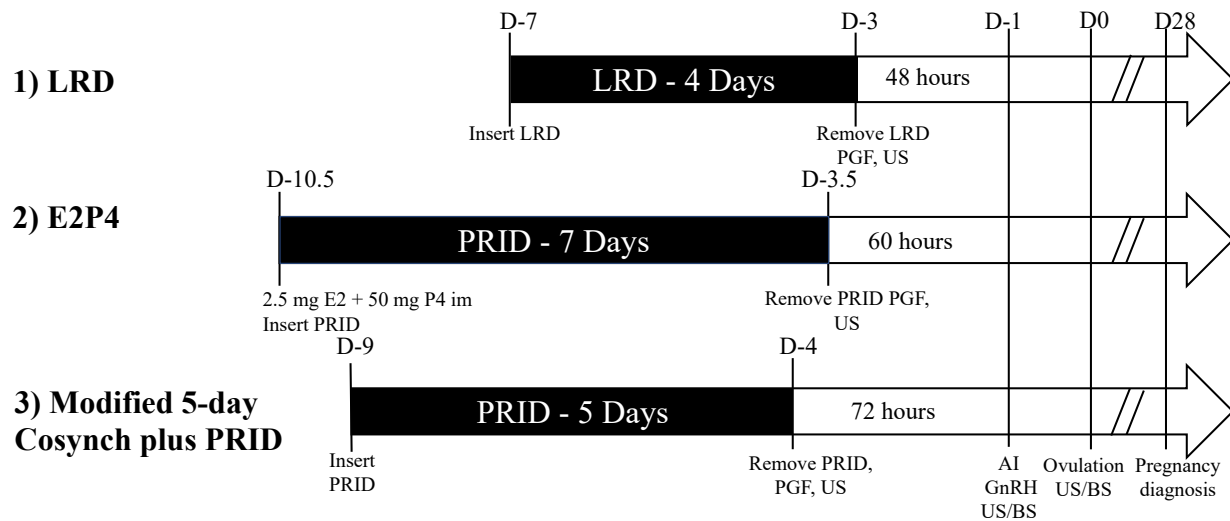 D-7
D-3
D-1
D0
D28
1) LRD
LRD - 4 Days
48 hours
Insert LRD
Remove LRD
PGF, US
D-10.5
D-3.5
2) E2P4
PRID - 7 Days
60 hours
2.5 mg E2 + 50 mg P4 im
Insert PRID
Remove PRID PGF,
US
D-9
D-4
3) Modified 5-day
Cosynch plus PRID
PRID - 5 Days
72 hours
Insert
PRID
Remove PRID,
PGF, US
AI
GnRH
US/BS
Ovulation
US/BS
Pregnancy
diagnosis